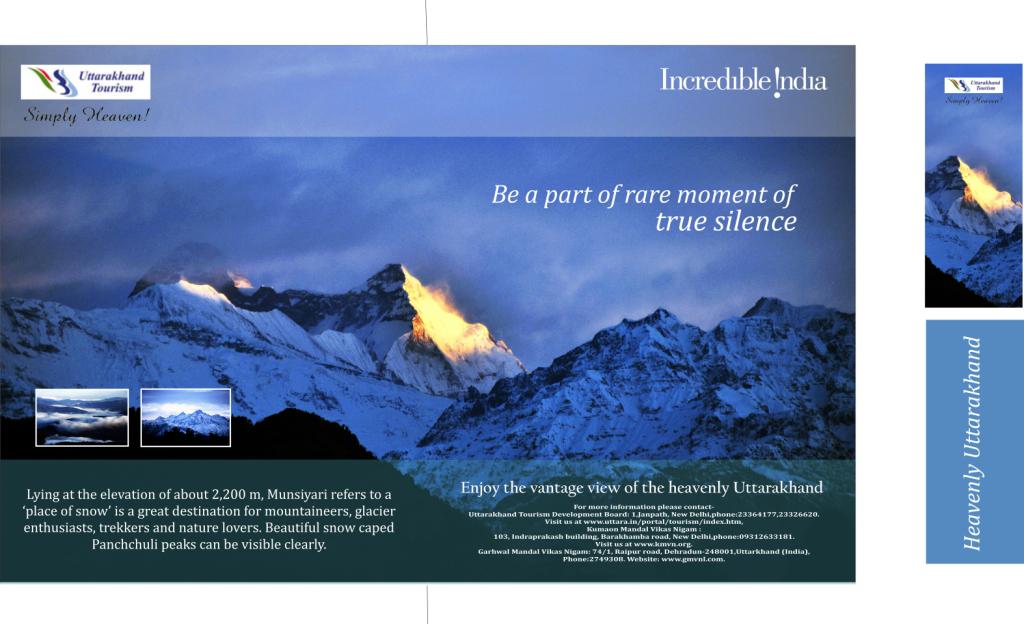 Uttarakhand
Tourism
Simply Heaven!
Incredible !ndia
Be a part of rare moment of
true silence
Lying at the elevation of about 2,200 m, Munsiyari refers to a
‘place of snow’ is a great destination for mountaineers, glacier
enthusiasts, trekkers and nature lovers. Beautiful snow caped
Panchchuli peaks can be visible clearly.
Enjoy the vantage view of the heavenly Uttarakhand
For more information please contact-
Uttarakhand Tourism Development Board: 1,Janpath, New Delhi,phone:23364177,23326620.
Visit us at www.uttara.in/portal/tourism/index.htm,
Kumaon Mandal Vikas Nigam :
103, Indraprakash building, Barakhamba road, New Delhi,phone:09312633181.
Visit us at www.kmvn.org.
Garhwal Mandal Vikas Nigam: 74/1, Raipur road, Dehradun-248001,Uttarkhand (India),
Phone:2749308. Website: www.gmvnl.com.
Uttarakhand
Tourism
Simply Heaven!
Heavenly Uttarakhand